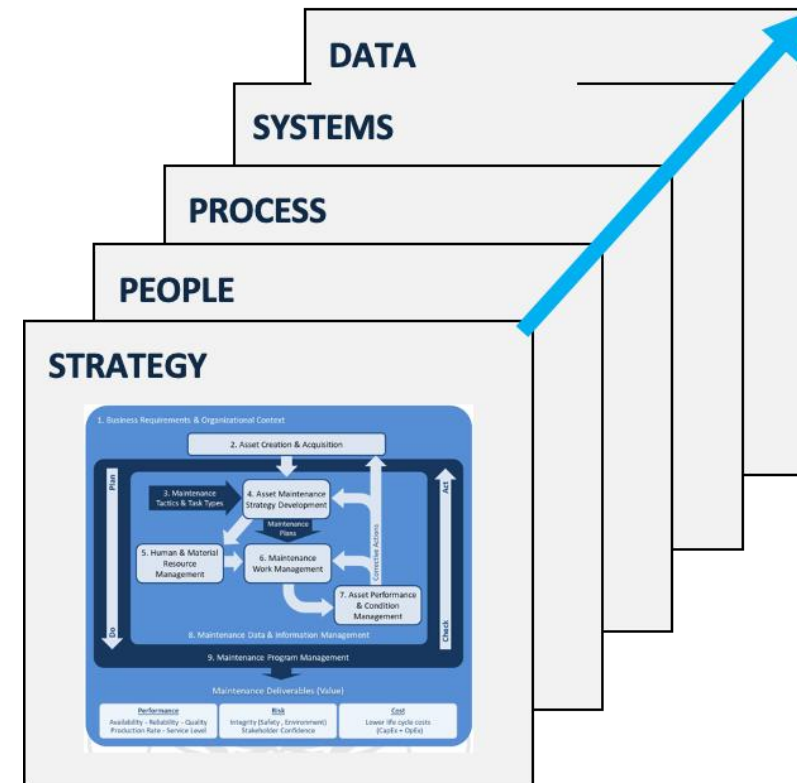 DATA
SYSTEMS
PROCESS
PEOPLE
STRATEGY
1. Business Requirements & Organizational Context
2. Asset Creation & Acquisition
Plan
Act
3. Maintenance
Tactics & Task Types
4. Asset Maintenance
Strategy Development
Maintenance
Plans
5. Human & Material
Resource
Management
6. Maintenance
Work Management
Corrective Actions
7. Asset Performance
& Condition
Management
Do
Check
8. Maintenance Data & Information Management
9. Maintenance Program Management
Maintenance Deliverables (Value)
Performance
Availability - Reliability - Quality
Production Rate - Service Level
Risk
Integrity (Safety , Environment)
Stakeholder Confidence
Cost
Lower life cycle costs
(CapEx + OpEx)